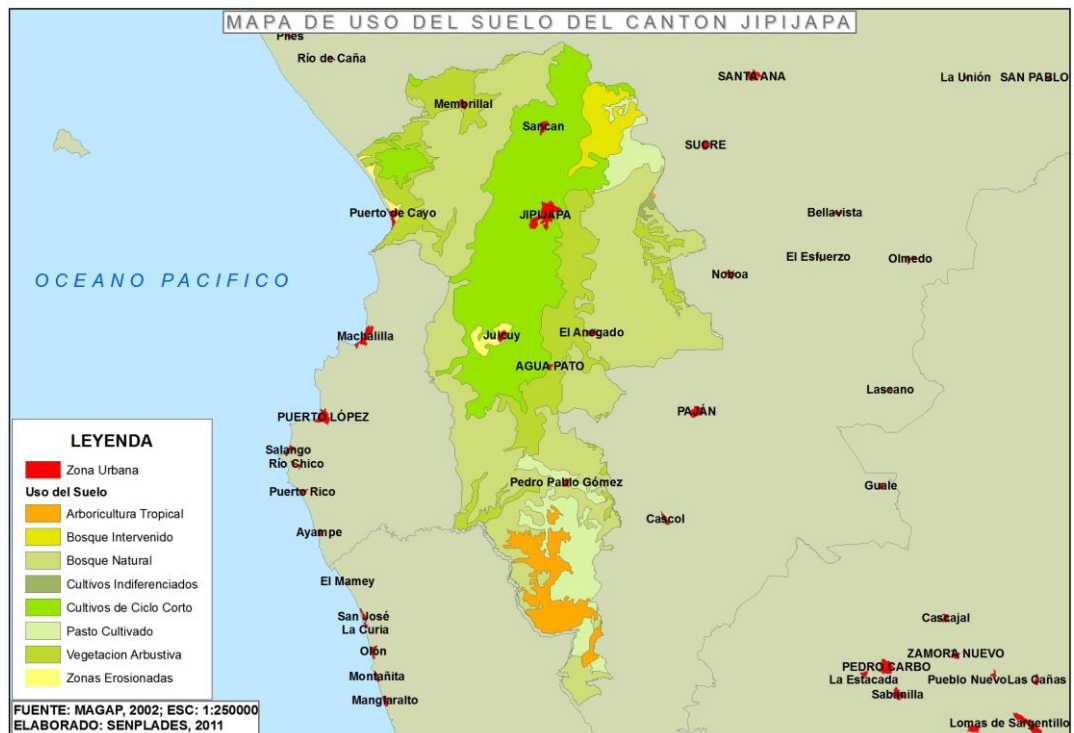 MAPA DE USO DEL SUELO DEL CANTON JIPIJAPA
Piles
Río de Caña
SANTA ANA
La Unión
SAN PABLO
Membrillal
Sancan
SUCRE
Puerto de Cayo
JIPIJAPA
Bellavista
El Esfuerzo
Olmedo
Noboa
OCEANO PACIFICO
Machalilla
Julcuy
El Anegado
AGUA PATO
Lascano
PUERTO LÓPEZ
PAJÁN
Salango
Río Chico
Pedro Pablo Gómez
Guale
Puerto Rico
Cascol
Ayampe
El Mamey
San José
La Curia
Olón
Montañita
Manglaralto
Cascajal
ZAMORA NUEVO
PEDRO CARBO
La Estacada
Pueblo Nuevo
Las Cañas
Sabanilla
Lomas de Sargentillo
LEYENDA
Zona Urbana
Uso del Suelo
Arboricultura Tropical
Bosque Intervenido
Bosque Natural
Cultivos Indiferenciados
Cultivos de Ciclo Corto
Pasto Cultivado
Vegetacion Arbustiva
Zonas Erosionadas
FUENTE: MAGAP, 2002; ESC: 1:250000
ELABORADO: SENPLADES, 2011